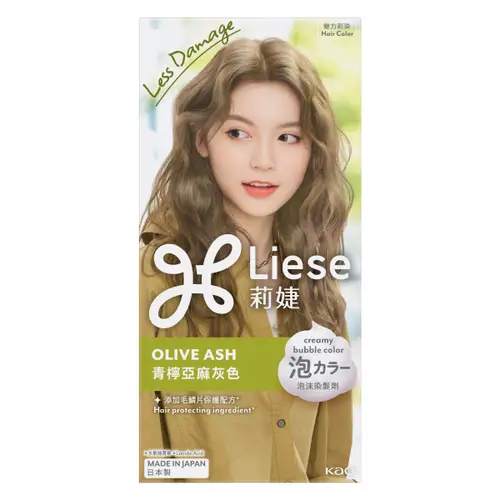 魅力彩染
Hair Color
Less Damage
Liese
莉婕
creamy
bubble color
泡カラー
泡沫染髮劑
OLIVE ASH
青檸亞麻灰色
添加毛鱗片保護配方*
Hair protecting ingredient*
MADE IN JAPAN
日本製
Kao